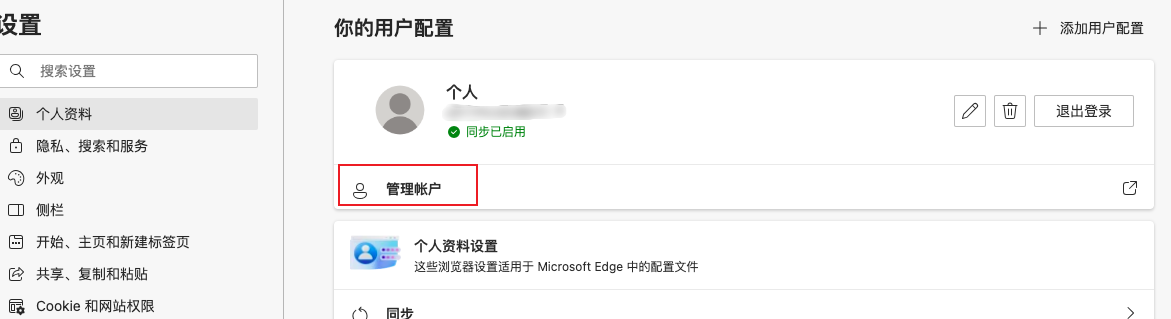 设置
搜索设置
个人资料
隐私、搜索和服务
外观
侧栏
开始、主页和新建标签页
共享、复制和粘贴
Cookie 和网站权限
你的用户配置
添加用户配置
个人
同步已启用
退出登录
管理帐户
个人资料设置
这些浏览器设置适用于 Microsoft Edge 中的配置文件
同步